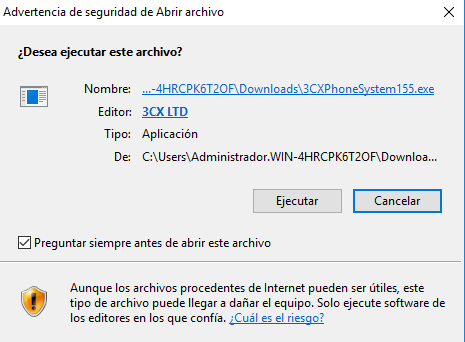 Advertencia de seguridad de Abrir archivo
¿Desea ejecutar este archivo?
Nombre: ...-4HRCPK6T2OF\Downloads\3CXPhoneSystem155.exe
Editor: 3CX LTD
Tipo: Aplicación
De: C:\Users\Administrador.WIN-4HRCPK6T2OF\Downloa...
Ejecutar Cancelar
Preguntar siempre antes de abrir este archivo
Aunque los archivos procedentes de Internet pueden ser útiles, este
tipo de archivo puede llegar a dañar el equipo. Solo ejecute software de
los editores en los que confía. ¿Cuál es el riesgo?